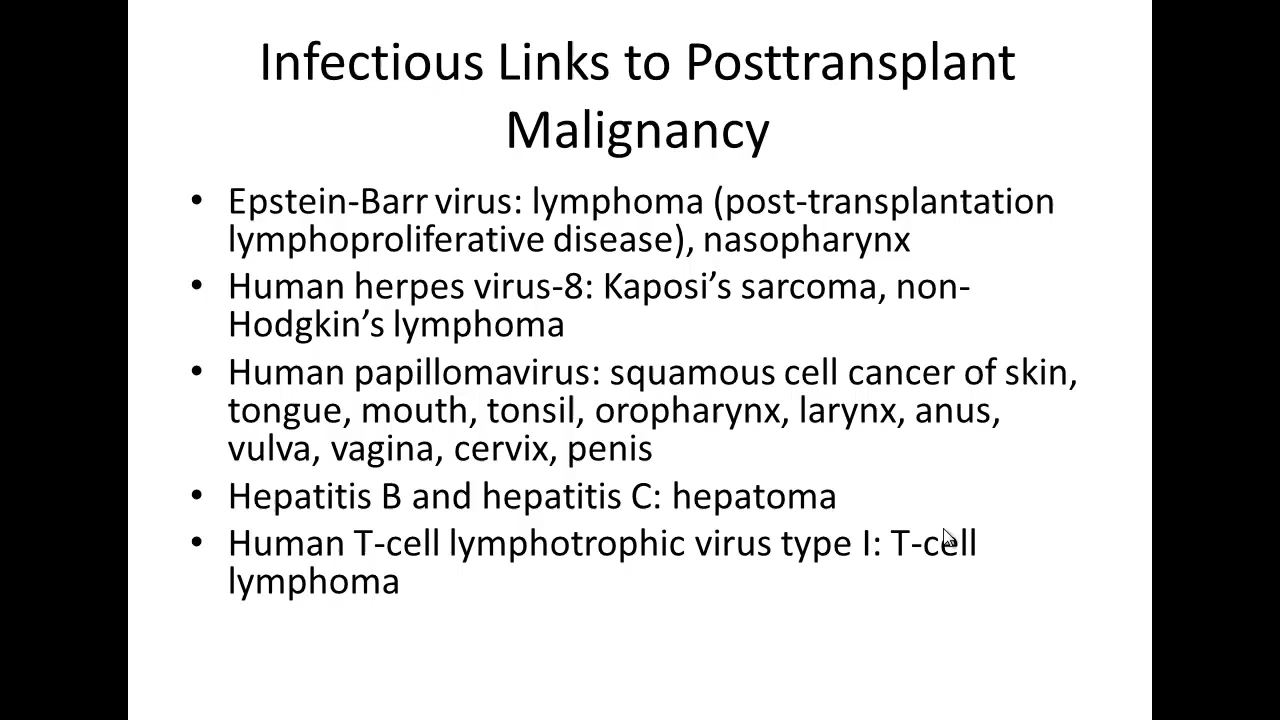 Infectious Links to Posttransplant
Malignancy
• Epstein-Barr virus: lymphoma (post-transplantation
lymphoproliferative disease), nasopharynx
• Human herpes virus-8: Kaposi’s sarcoma, non-
Hodgkin’s lymphoma
• Human papillomavirus: squamous cell cancer of skin,
tongue, mouth, tonsil, oropharynx, larynx, anus,
vulva, vagina, cervix, penis
• Hepatitis B and hepatitis C: hepatoma
• Human T-cell lymphotrophic virus type I: T-cell
lymphoma